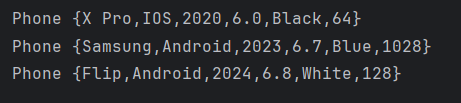 Phone {X Pro,IOS,2020,6.0,Black,64}
Phone {Samsung,Android,2023,6.7,Blue,1028}
Phone {Flip,Android,2024,6.8,White,128}